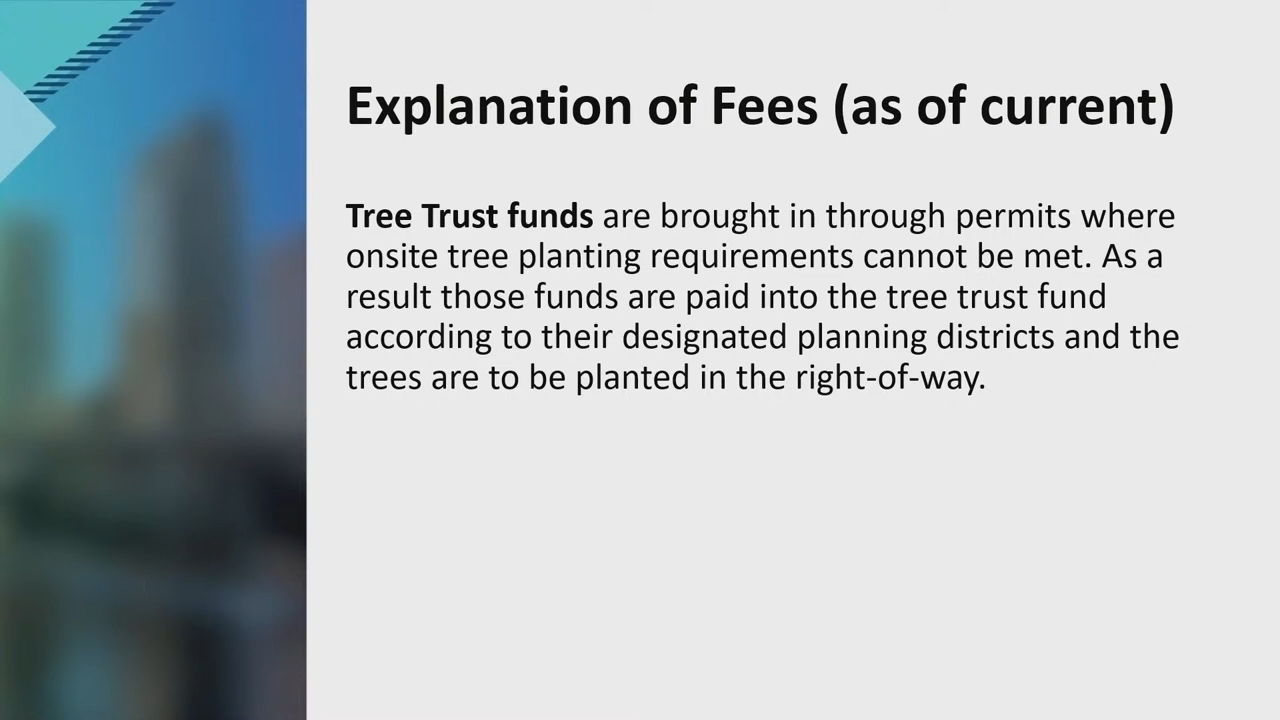 Explanation of Fees (as of current)
Tree Trust funds are brought in through permits where
onsite tree planting requirements cannot be met. As a
result those funds are paid into the tree trust fund
according to their designated planning districts and the
trees are to be planted in the right-of-way.